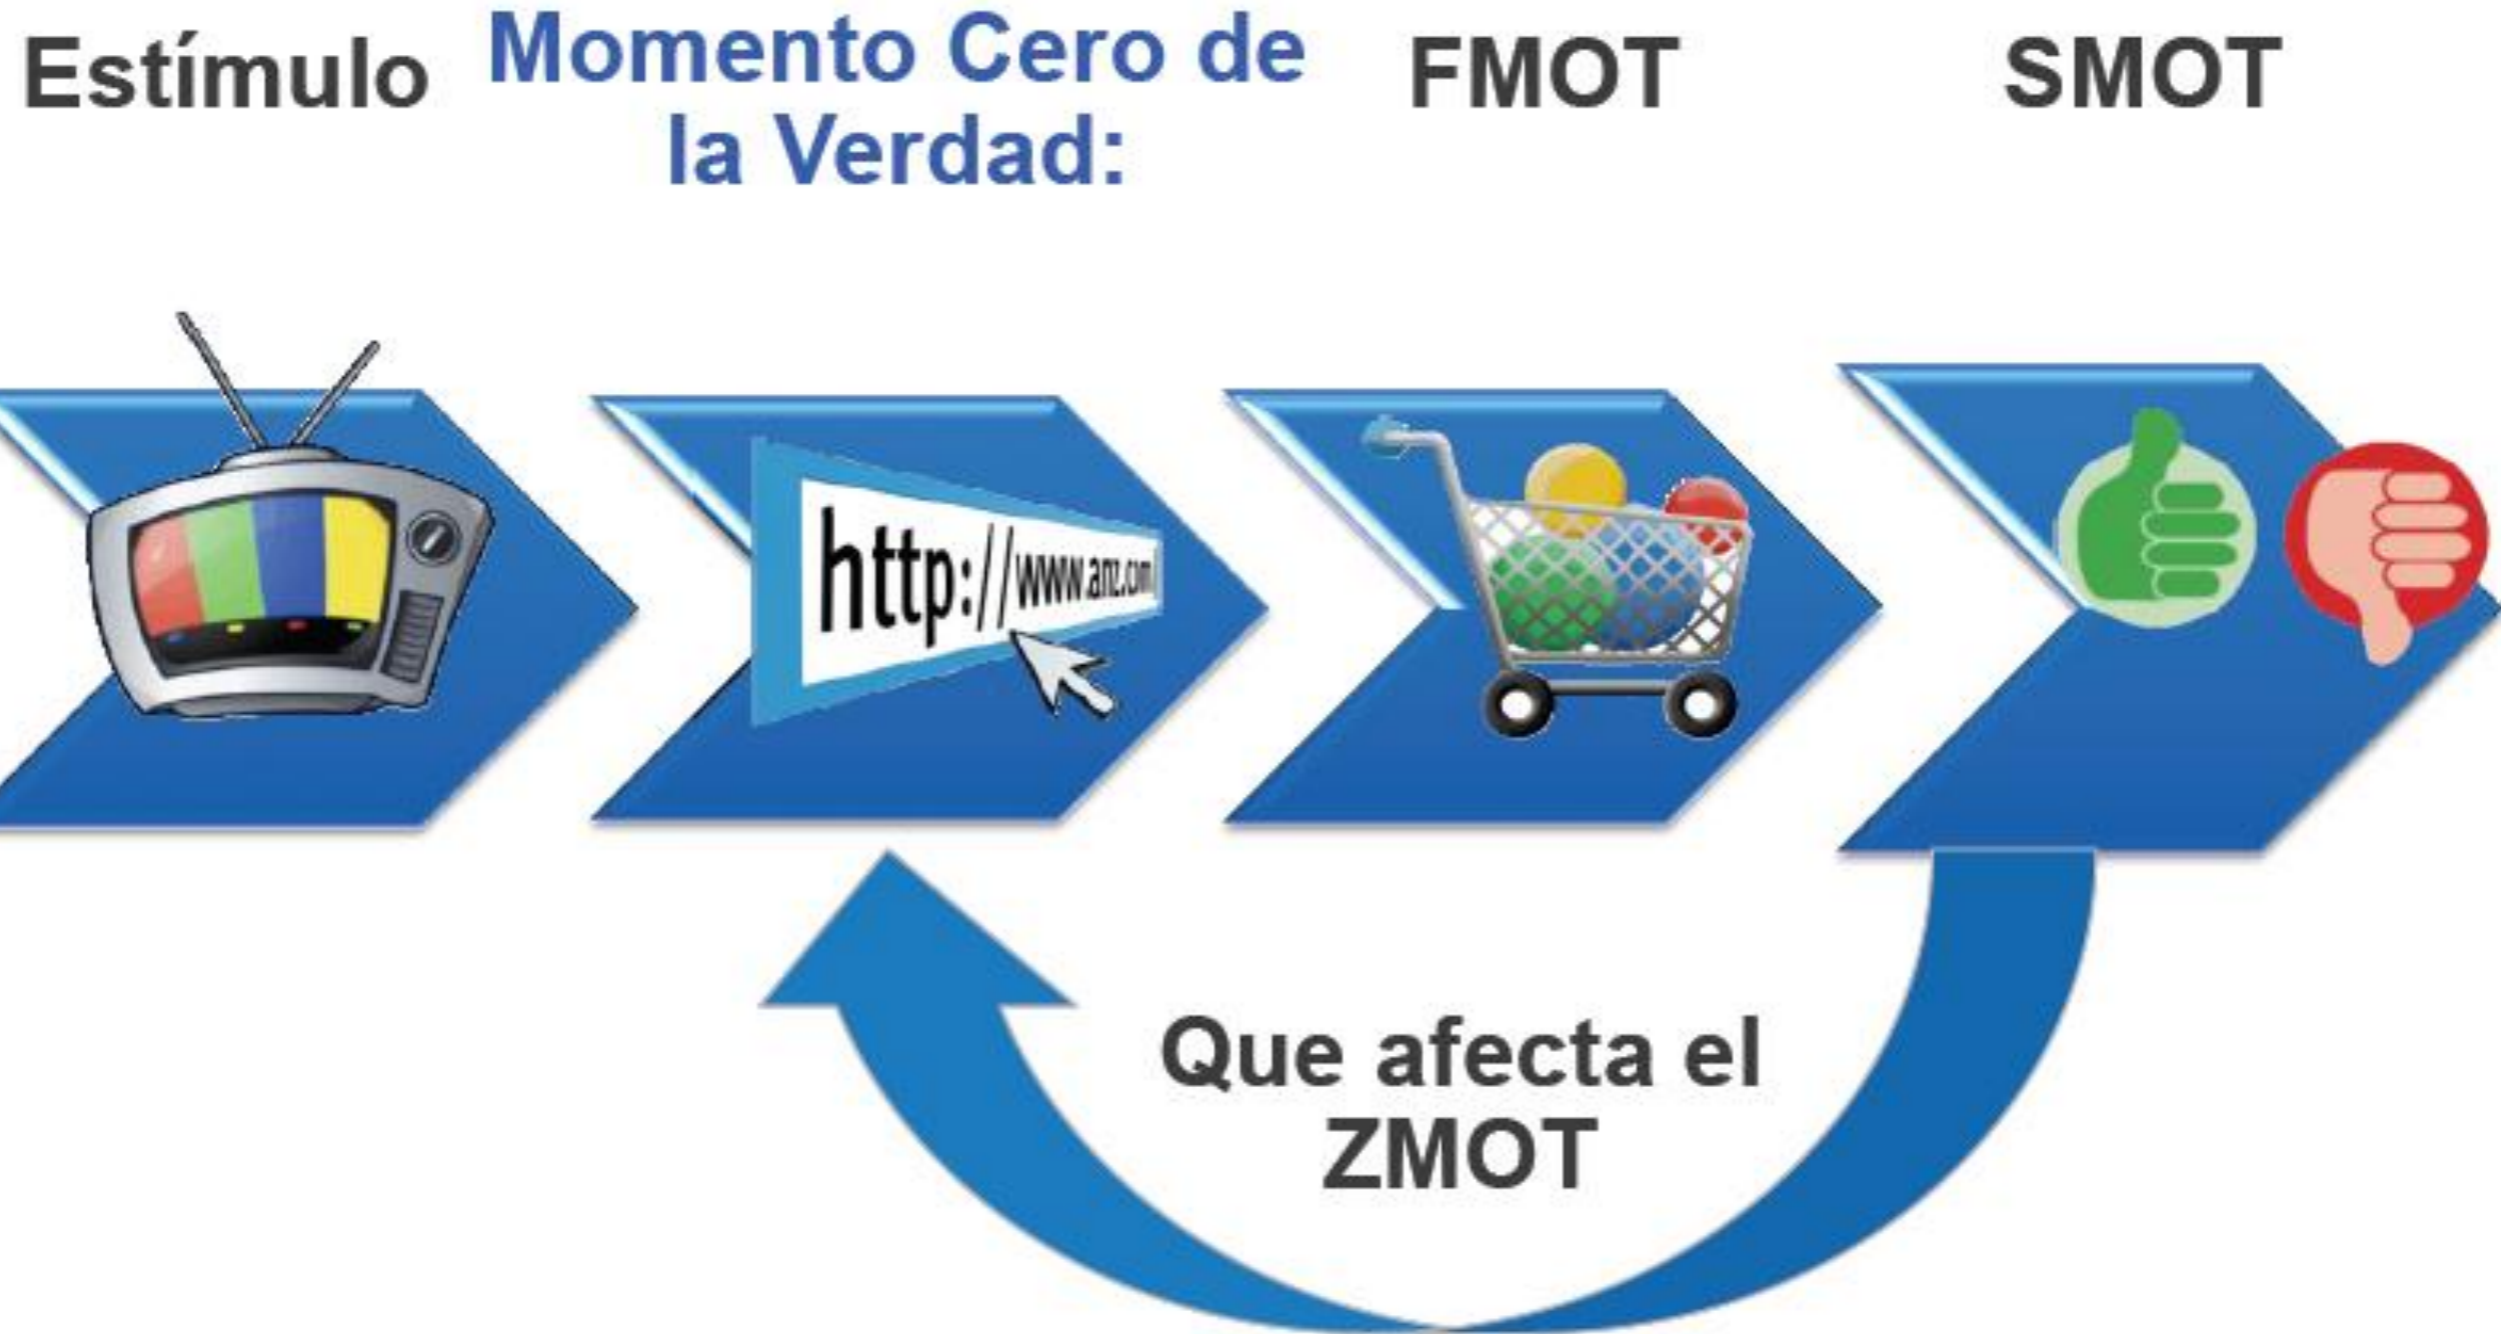 Estímulo
Momento Cero de
la Verdad:
FMOT
SMOT
http://www.anz.com
Que afecta el
ZMOT